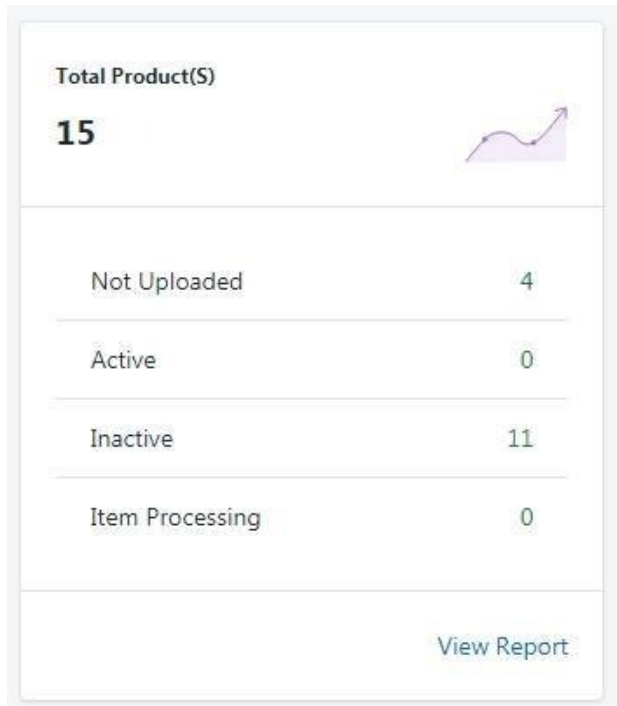 Total Product(S)
15
Not Uploaded 4
Active 0
Inactive 11
Item Processing 0
View Report